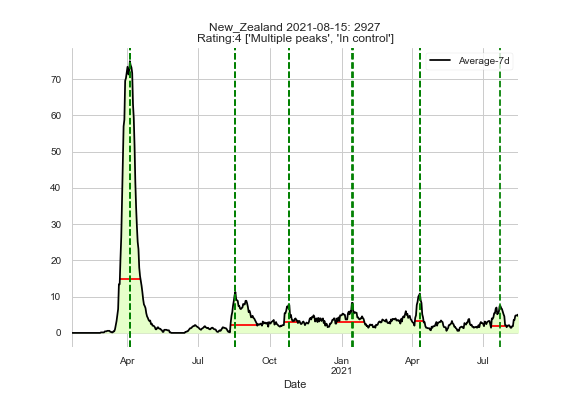 New_Zealand 2021-08-15: 2927
Rating:4 ['Multiple peaks', 'In control']
Average-7d
70
60
50
40
30
20
10
0
Apr Jul Oct Jan Apr Jul
2021
Date